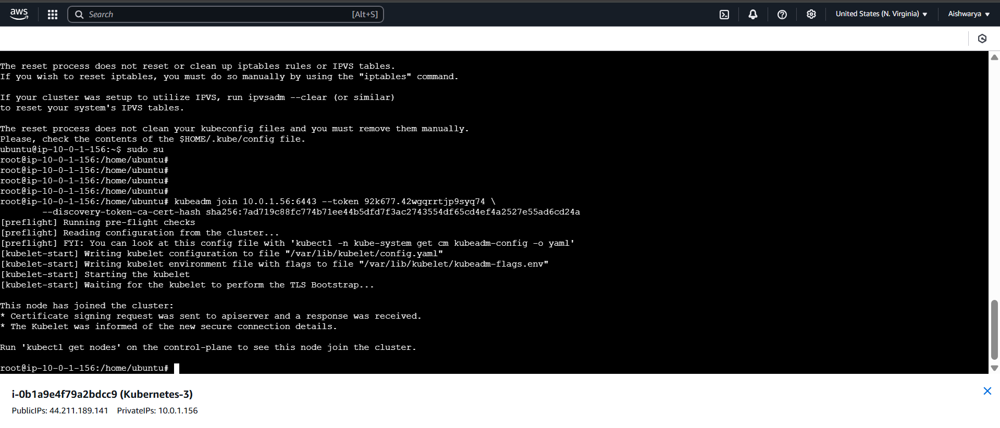 aws
Search [Alt+S]
United States (N. Virginia)
Aishwarya
The reset process does not reset or clean up iptables rules or IPVS tables.
If you wish to reset iptables, you must do so manually by using the "iptables" command.
If your cluster was setup to utilize IPVS, run ipvsadm --clear (or similar)
to reset your system's IPVS tables.
The reset process does not clean your kubeconfig files and you must remove them manually.
Please, check the contents of the $HOME/.kube/config file.
ubuntu@ip-10-0-1-156:~$ sudo su
root@ip-10-0-1-156:/home/ubuntu#
root@ip-10-0-1-156:/home/ubuntu#
root@ip-10-0-1-156:/home/ubuntu#
root@ip-10-0-1-156:/home/ubuntu#
root@ip-10-0-1-156:/home/ubuntu# kubeadm join 10.0.1.56:6443 --token 92k677.42wgqrrtjp9syq74 \
--discovery-token-ca-cert-hash sha256:7ad719c88fc774b71ee44b5dfd7f3ac2743554df65cd4ef4a2527e55ad6cd24a
[preflight] Running pre-flight checks
[preflight] Reading configuration from the cluster...
[preflight] FYI: You can look at this config file with 'kubectl -n kube-system get cm kubeadm-config -o yaml'
[kubelet-start] Writing kubelet configuration to file "/var/lib/kubelet/config.yaml"
[kubelet-start] Writing kubelet environment file with flags to file "/var/lib/kubelet/kubeadm-flags.env"
[kubelet-start] Starting the kubelet
[kubelet-start] Waiting for the kubelet to perform the TLS Bootstrap...
This node has joined the cluster:
* Certificate signing request was sent to apiserver and a response was received.
* The Kubelet was informed of the new secure connection details.
Run 'kubectl get nodes' on the control-plane to see this node join the cluster.
root@ip-10-0-1-156:/home/ubuntu#
i-0b1a9e4f79a2bdcc9 (Kubernetes-3)
PublicIPs: 44.211.189.141 PrivateIPs: 10.0.1.156